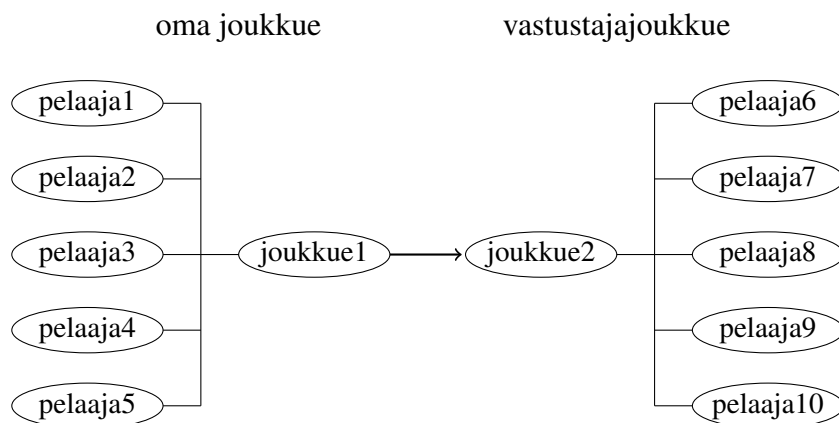 oma joukkue vastustajajoukkue
pelaaja1 pelaaja6
pelaaja2 pelaaja7
pelaaja3 joukkue1 joukkue2 pelaaja8
pelaaja4 pelaaja9
pelaaja5 pelaaja10